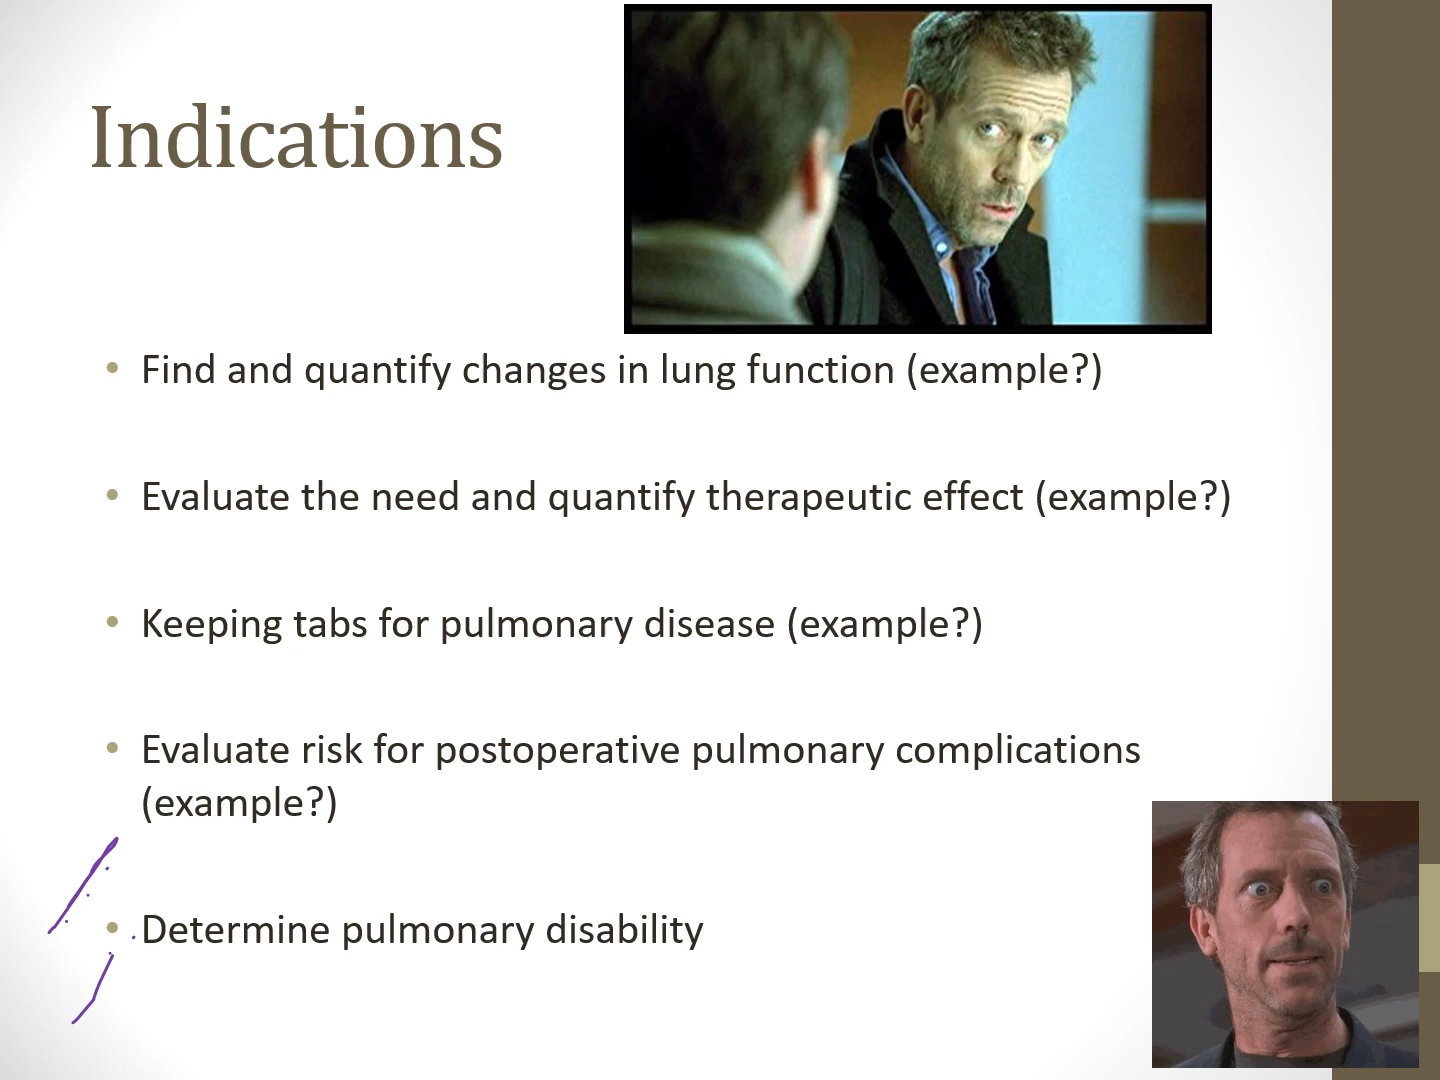 Indications
• Find and quantify changes in lung function (example?)
• Evaluate the need and quantify therapeutic effect (example?)
• Keeping tabs for pulmonary disease (example?)
• Evaluate risk for postoperative pulmonary complications
(example?)
• Determine pulmonary disability